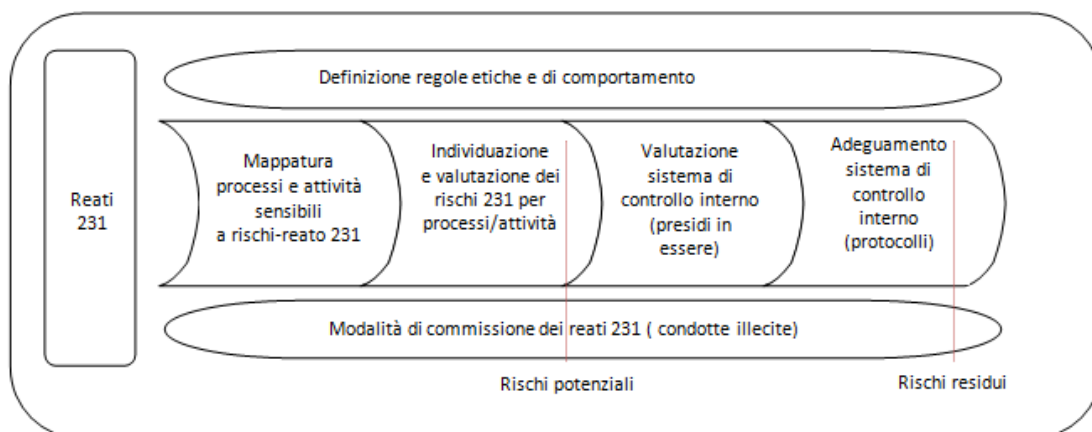 Reati
231
Definizione regole etiche e di comportamento
Mappatura
processi e attività
sensibili
a rischi-reato 231
Individuazione
e valutazione dei
rischi 231 per
processi/attività
Valutazione
sistema di
controllo interno
(presidi in
essere)
Adeguamento
sistema di
controllo
interno
(protocolli)
Modalità di commissione dei reati 231 ( condotte illecite)
Rischi potenziali
Rischi residui